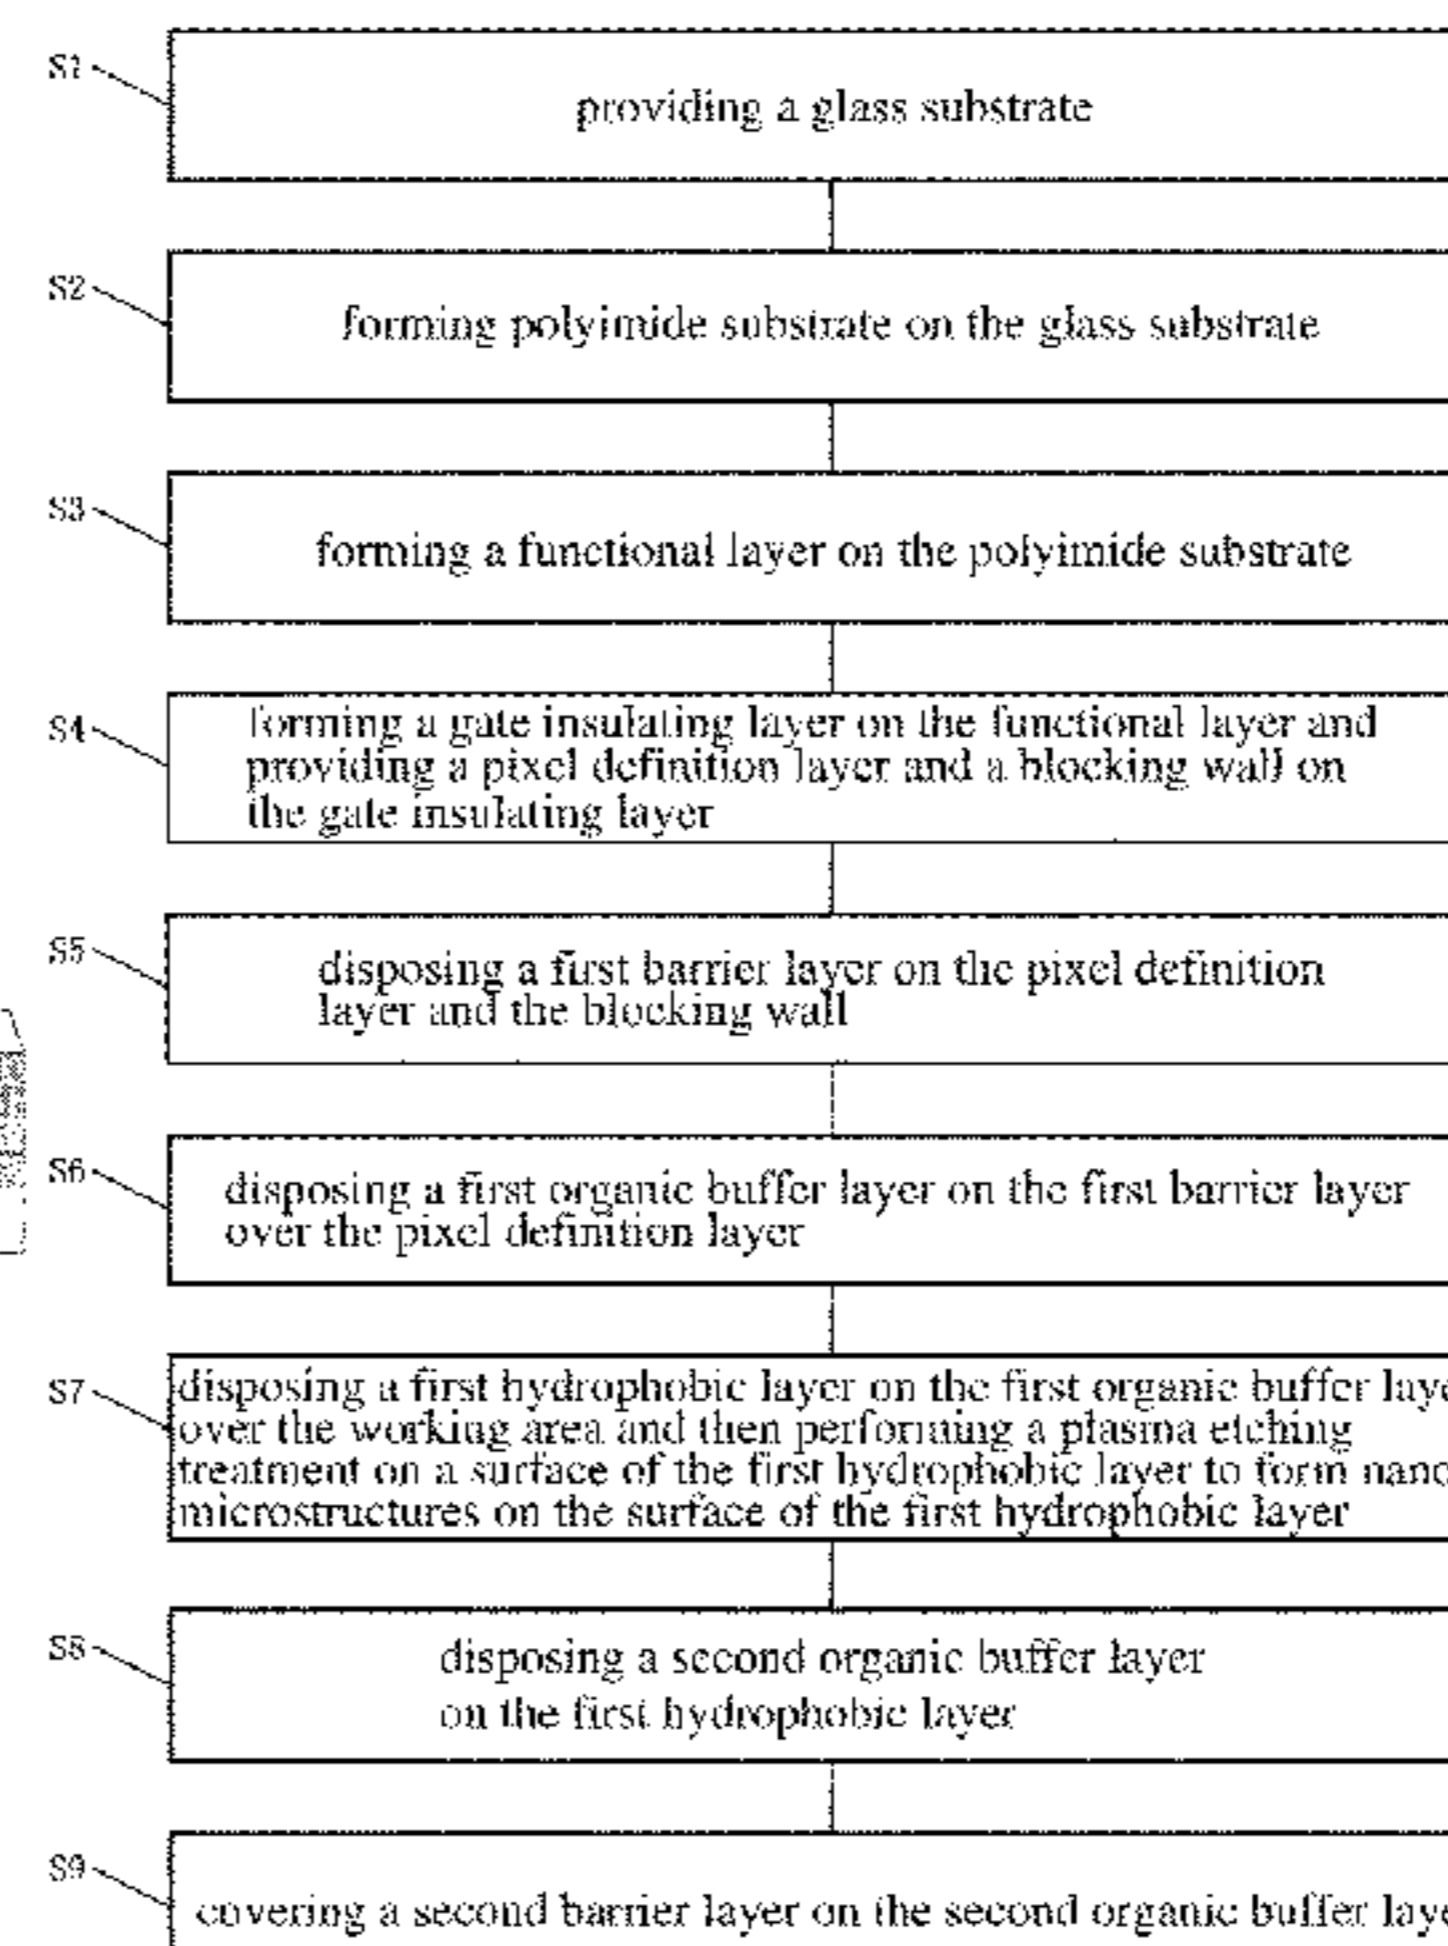 S1
providing a glass substrate
S2
forming polyimide substrate on the glass substrate
S3
forming a functional layer on the polyimide substrate
S4
forming a gate insulating layer on the functional layer and
providing a pixel definition layer and a blocking wall on
the gate insulating layer
S5
disposing a first barrier layer on the pixel definition
layer and the blocking wall
S6
disposing a first organic buffer layer on the first barrier layer
over the pixel definition layer
S7
disposing a first hydrophobic layer on the first organic buffer laye
over the working area and then performing a plasma etching
treatment on a surface of the first hydrophobic layer to form nano
microstructures on the surface of the first hydrophobic layer
S8
disposing a second organic buffer layer
on the first hydrophobic layer
S9
covering a second barrier layer on the second organic buffer laye